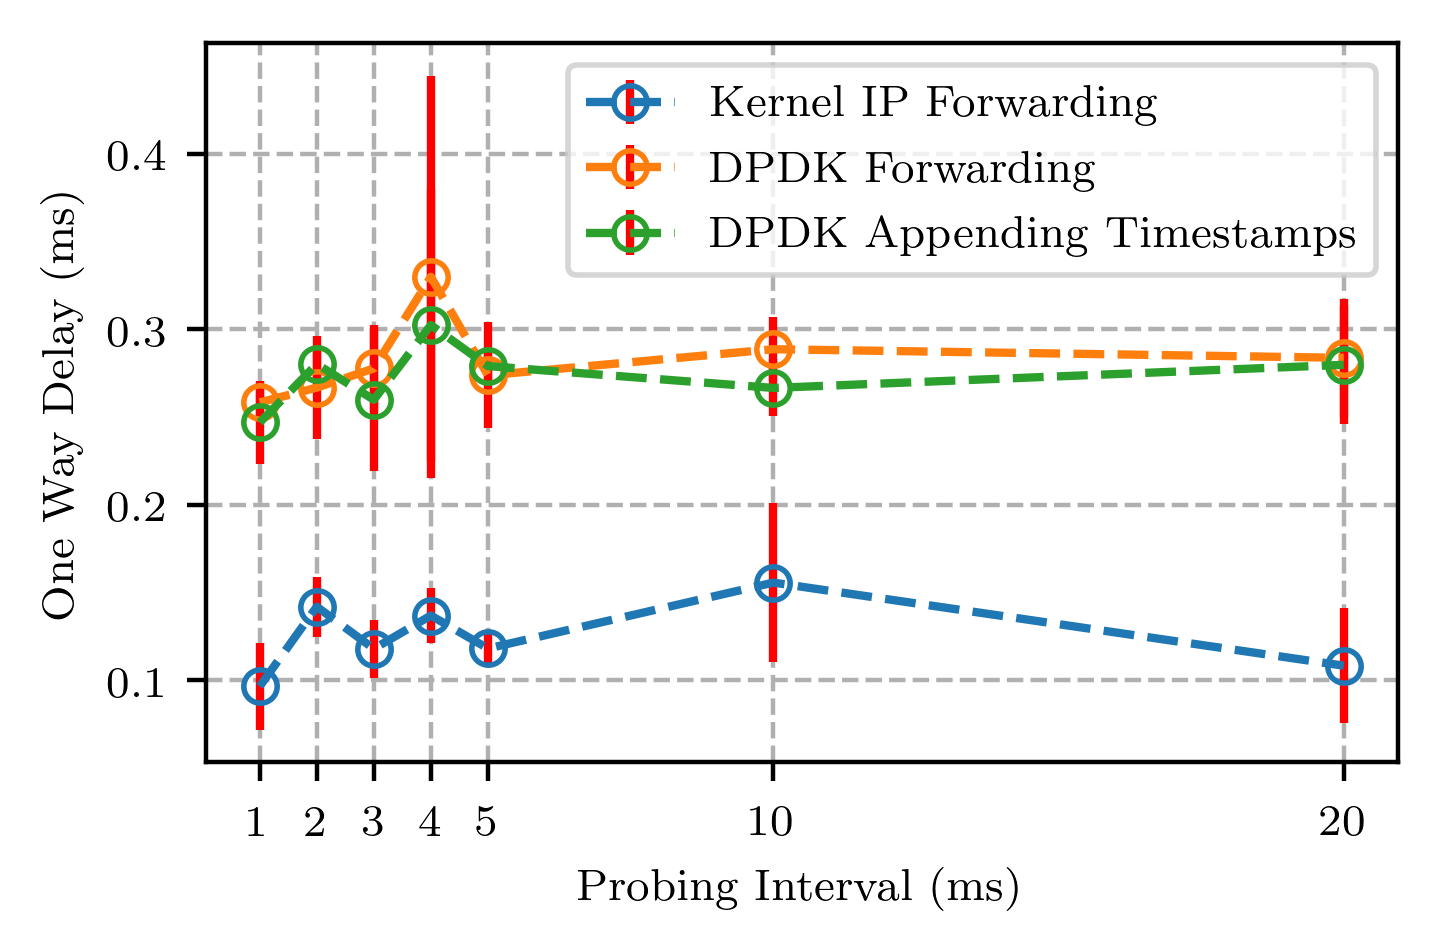 Kernel IP Forwarding
DPDK Forwarding
DPDK Appending Timestamps
One Way Delay (ms)
0.4
0.3
0.2
0.1
1 2 3 4 5 10 20
Probing Interval (ms)